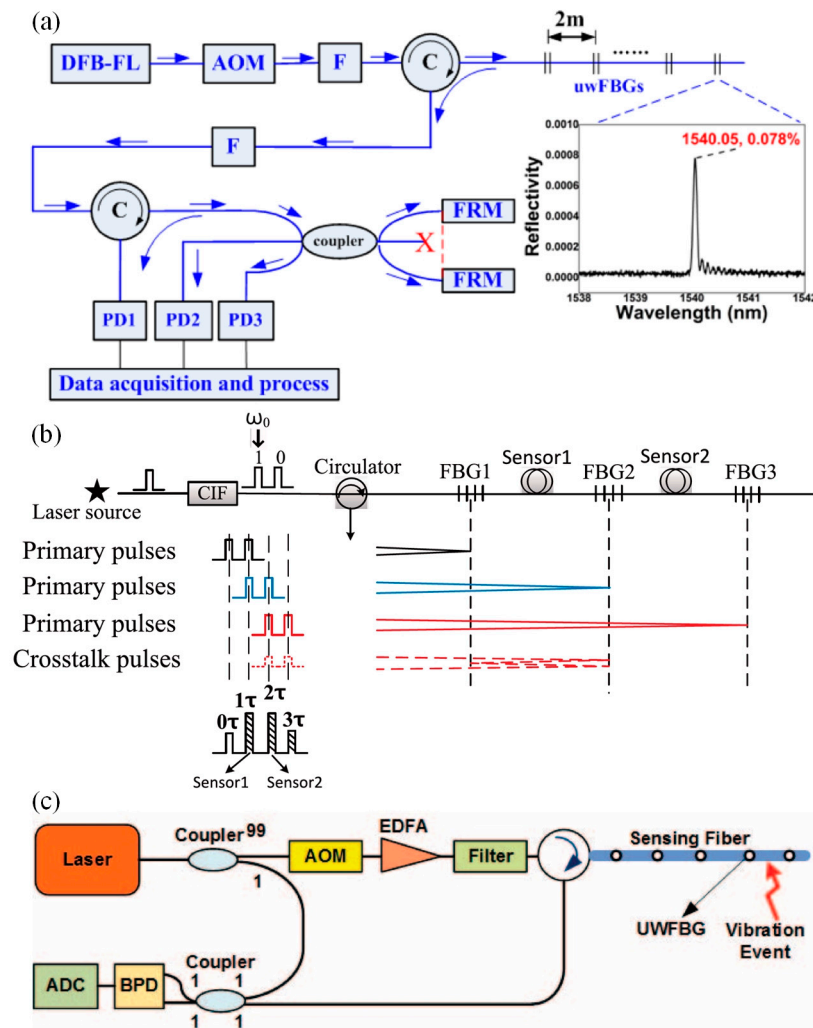 (a)
2m
DFB-FL AOM F C
......
uwFBGs
F
0.0010
0.0008
0.0006
0.0004
0.0002
0.0000
Reflectivity
1540.05, 0.078%
1538 1539 1540 1541 1542
Wavelength (nm)
C
coupler
FRM
X
FRM
PD1 PD2 PD3
Data acquisition and process
(b)
ω0
1 0
Laser source
CIF
Circulator
FBG1
Sensor1
FBG2
Sensor2
FBG3
Primary pulses
Primary pulses
Primary pulses
Crosstalk pulses
0τ 1τ 2τ 3τ
Sensor1 Sensor2
(c)
Laser
Coupler 99
1
AOM
EDFA
Filter
Sensing Fiber
UWFBG
Vibration
Event
ADC
BPD
Coupler
1 1
1 1